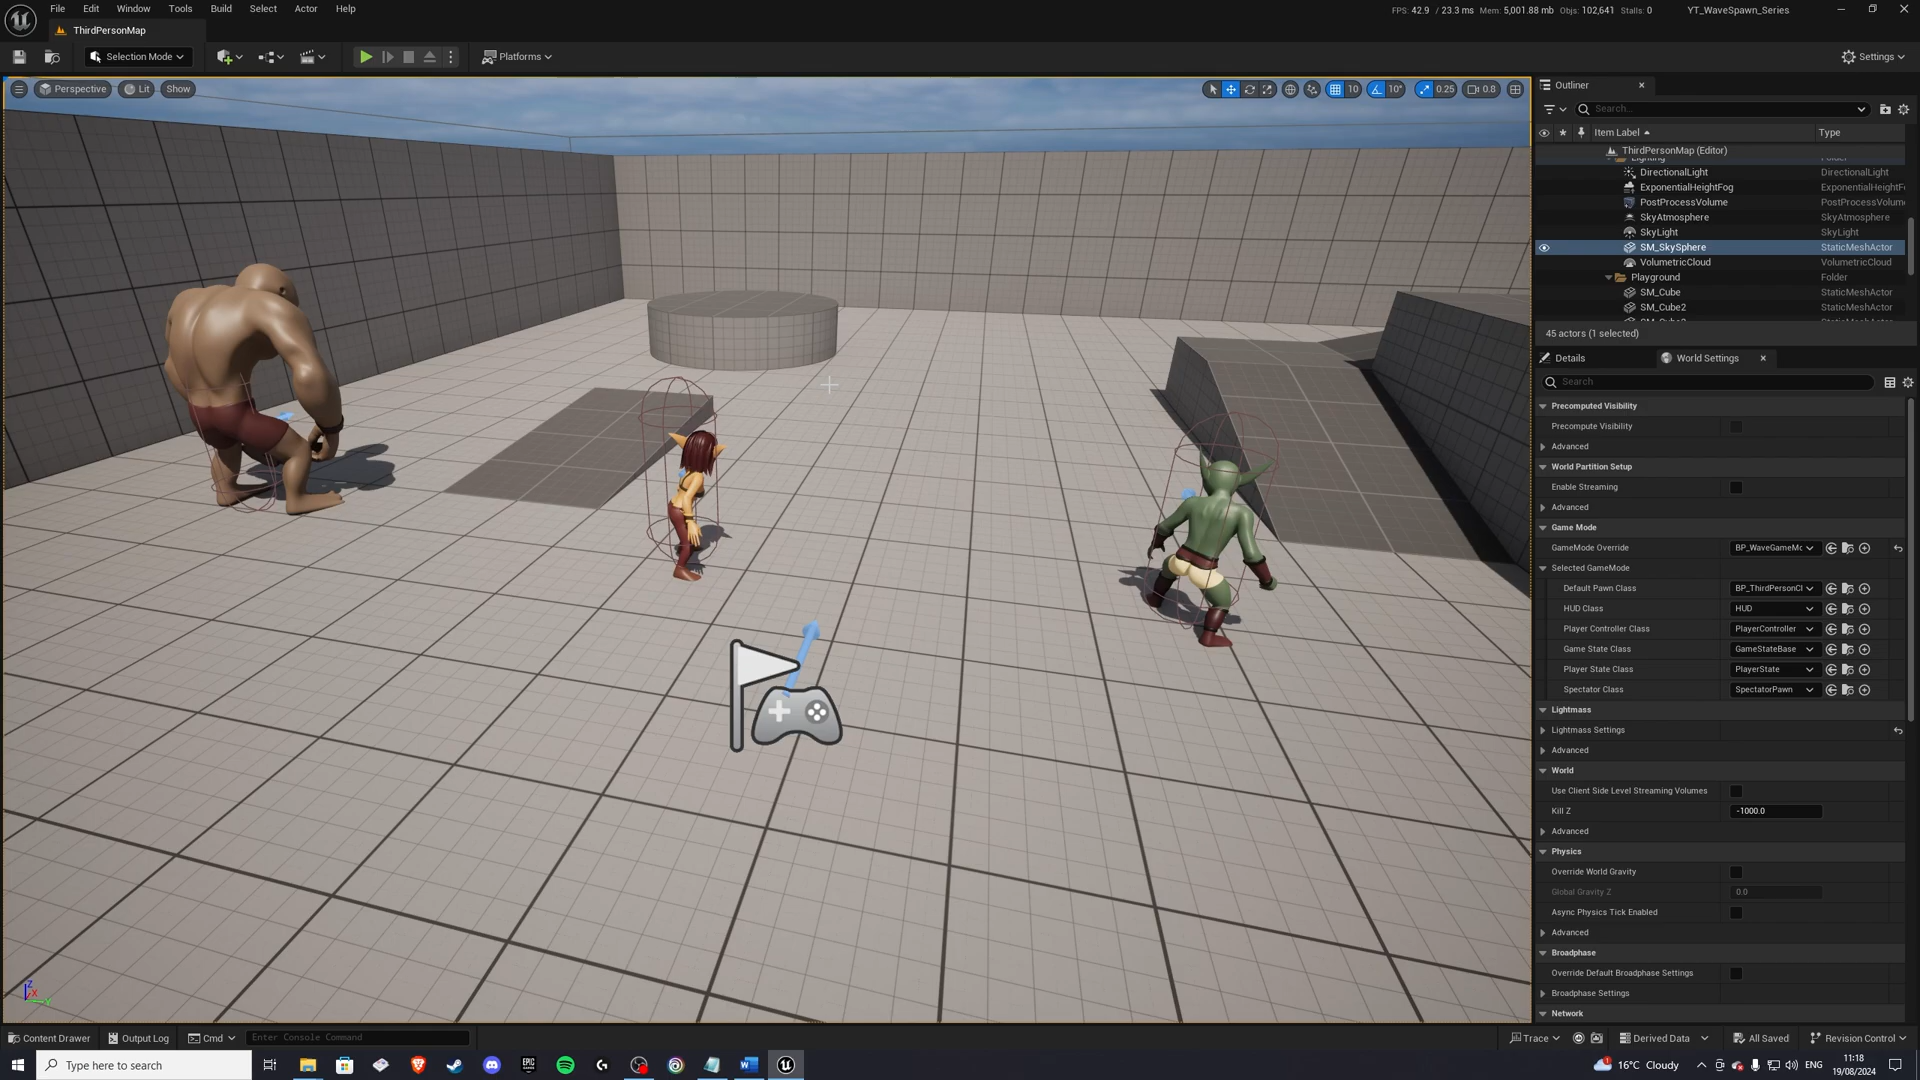 File Edit Window Tools Build Select Actor Help
FPS: 42.9 / 23.3 ms Mem: 5,001.88 mb Objs: 102,641 Stalls: 0
YT_WaveSpawn_Series
ThirdPersonMap
Selection Mode
Platforms
Settings
Perspective Lit Show
10 10° 0.25 0.8
Outliner
Search...
Item Label Type
ThirdPersonMap (Editor)
Lighting Folder
DirectionalLight DirectionalLight
ExponentialHeightFog ExponentialHeightF
PostProcessVolume PostProcessVolum
SkyAtmosphere SkyAtmosphere
SkyLight SkyLight
SM_SkySphere StaticMeshActor
VolumetricCloud VolumetricCloud
Playground Folder
SM_Cube StaticMeshActor
SM_Cube2 StaticMeshActor
45 actors (1 selected)
Details World Settings
Search
Precomputed Visibility
Precompute Visibility
Advanced
World Partition Setup
Enable Streaming
Advanced
Game Mode
GameMode Override BP_WaveGameMc
Selected GameMode
Default Pawn Class BP_ThirdPersonCl
HUD Class HUD
Player Controller Class PlayerController
Game State Class GameStateBase
Player State Class PlayerState
Spectator Class SpectatorPawn
Lightmass
Lightmass Settings
Advanced
World
Use Client Side Level Streaming Volumes
Kill Z -1000.0
Advanced
Physics
Override World Gravity
Global Gravity Z 0.0
Async Physics Tick Enabled
Advanced
Broadphase
Override Default Broadphase Settings
Broadphase Settings
Network
Z
X
Y
Content Drawer Output Log Cmd Enter Console Command
Trace Derived Data All Saved Revision Control
Type here to search
EPIC GAMES
16°C Cloudy
ENG
11:18
19/08/2024